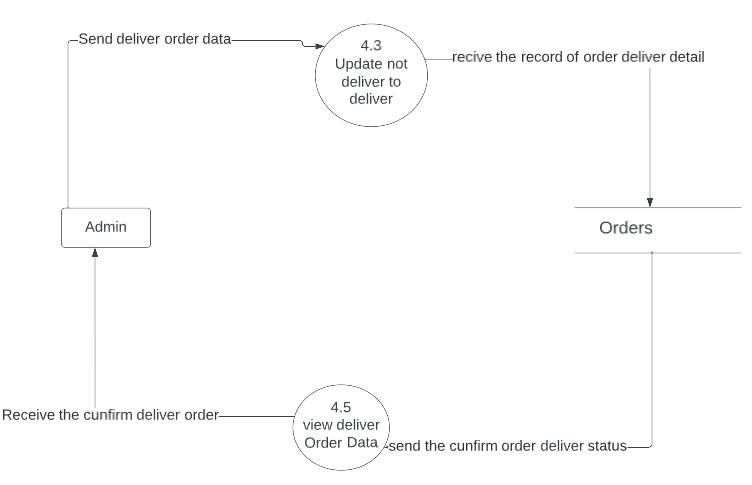 Send deliver order data
4.3
Update not
deliver to
deliver
recive the record of order deliver detail
Admin
Orders
4.5
view deliver
Order Data
Receive the cunfirm deliver order
send the cunfirm order deliver status